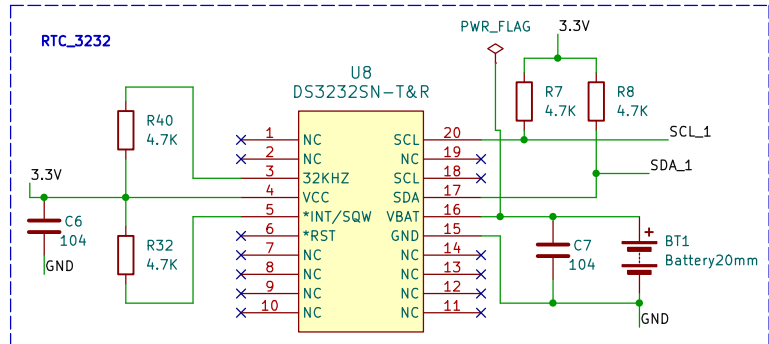 RTC_3232
PWR_FLAG
3.3V
U8
DS3232SN-T&R
R40
4.7K
R7
4.7K
R8
4.7K
1 NC SCL 20
SCL_1
2 NC NC 19
3 32KHZ SCL 18
SDA_1
3.3V
4 VCC SDA 17
5 *INT/SQW VBAT 16
6 *RST GND 15
7 NC NC 14
8 NC NC 13
9 NC NC 12
10 NC NC 11
C6
104
GND
R32
4.7K
C7
104
+
BT1
Battery20mm
GND